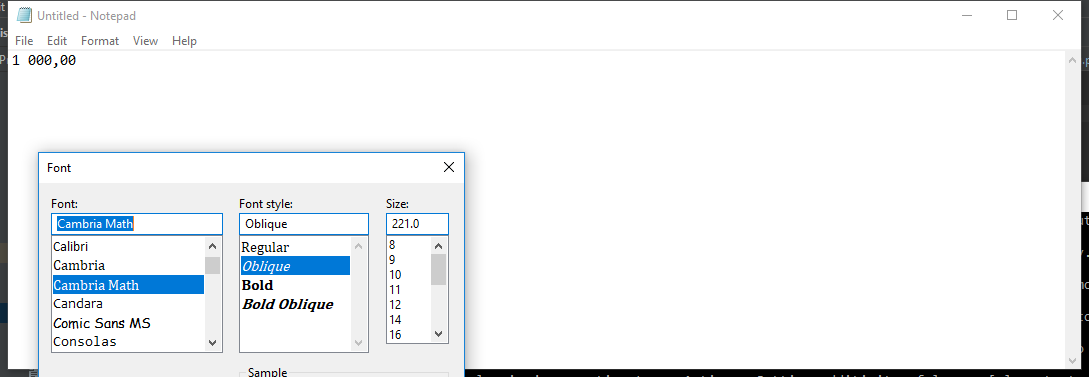 Untitled - Notepad
File Edit Format View Help
1 000,00
Font
Font: Font style: Size:
Cambria Math Oblique 221.0
Calibri
Cambria
Cambria Math
Candara
Comic Sans MS
Consolas
Regular
Oblique
Bold
Bold Oblique
8
9
10
11
12
14
16
Sample